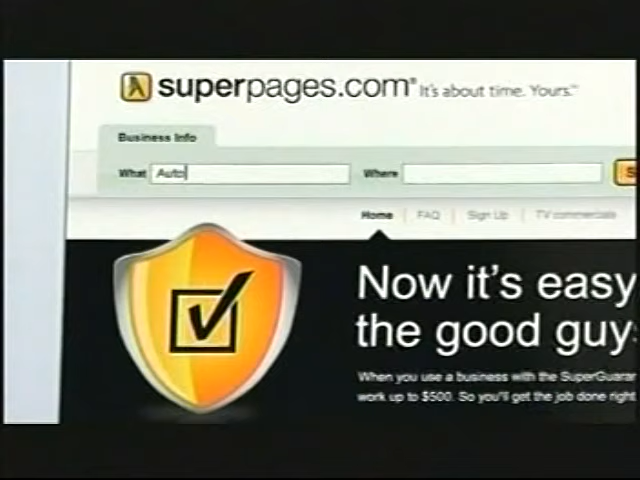 superpages.com® It's about time. Yours.™
Business Info
What Auto Where
Home FAQ Sign Up TV commercials
Now it's easy
the good guy
When you use a business with the SuperGuaran
work up to $500. So you'll get the job done right